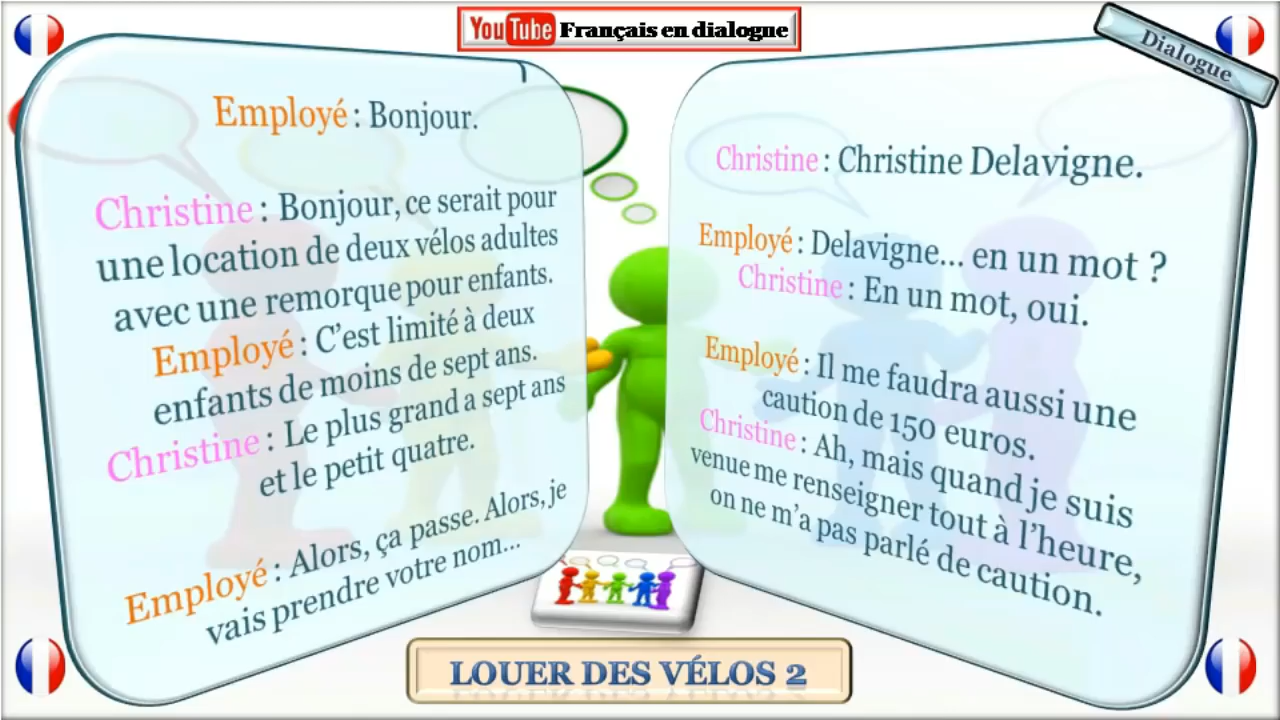 YouTube Français en dialogue
Dialogue
Employé : Bonjour.
Christine : Bonjour, ce serait pour
une location de deux vélos adultes
avec une remorque pour enfants.
Employé : C’est limité à deux
enfants de moins de sept ans.
Christine : Le plus grand a sept ans
et le petit quatre.
Employé : Alors, ça passe. Alors, je
vais prendre votre nom...
Christine : Christine Delavigne.
Employé : Delavigne... en un mot ?
Christine : En un mot, oui.
Employé : Il me faudra aussi une
caution de 150 euros.
Christine : Ah, mais quand je suis
venue me renseigner tout à l’heure,
on ne m’a pas parlé de caution.
LOUER DES VÉLOS 2